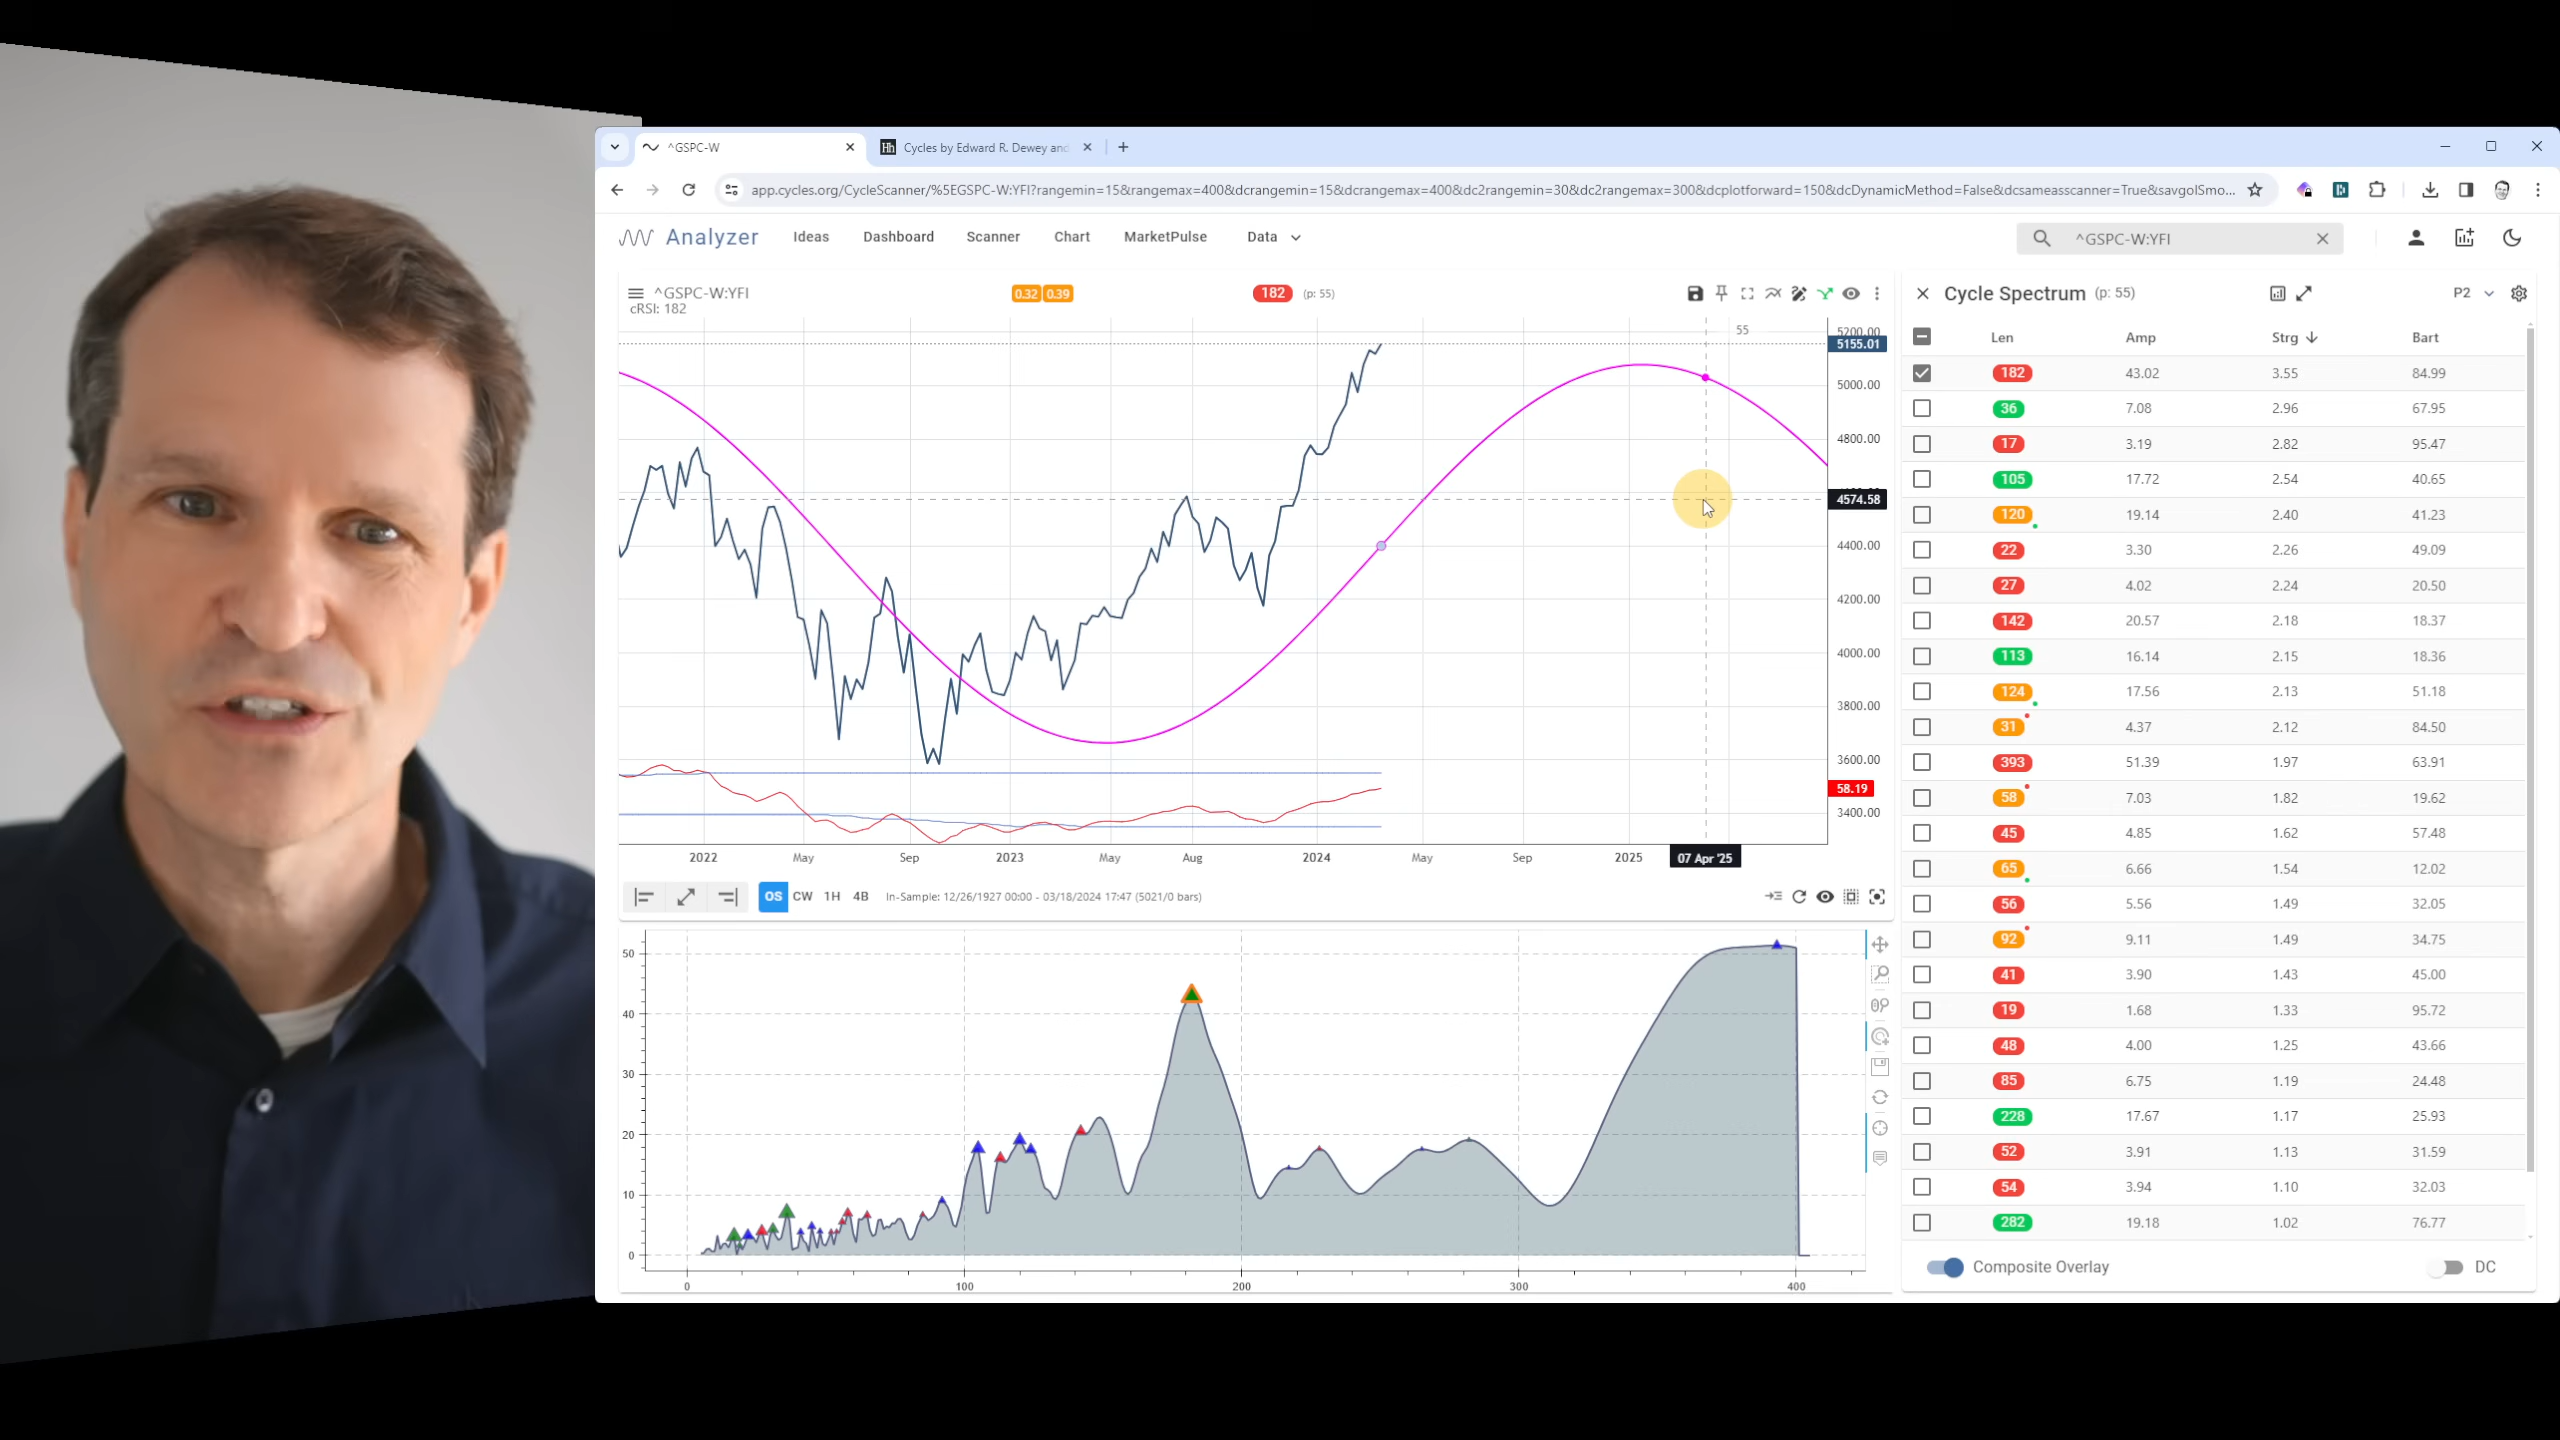 ^GSPC-W
Cycles by Edward R. Dewey and
app.cycles.org/CycleScanner/%5EGSPC-W:YFI?rangemin=15&rangemax=400&dcrangemin=15&dcrangemax=400&dc2rangemin=30&dc2rangemax=300&dcplotforward=150&dcDynamicMethod=False&dcsameasscanner=True&savgolSmo...
Analyzer Ideas Dashboard Scanner Chart MarketPulse Data ^GSPC-W:YFI
^GSPC-W:YFI 0.32 0.39 182 (p: 55)
cRSI: 182
55
5200.00
5155.01
5000.00
4800.00
4574.58
4400.00
4200.00
4000.00
3800.00
3600.00
58.19
3400.00
2022 May Sep 2023 May Aug 2024 May Sep 2025 07 Apr '25
OS CW 1H 4B In-Sample: 12/26/1927 00:00 - 03/18/2024 17:47 (5021/0 bars)
50
40
30
20
10
0
0 100 200 300 400
Cycle Spectrum (p: 55) P2
Len Amp Strg Bart
182 43.02 3.55 84.99
36 7.08 2.96 67.95
17 3.19 2.82 95.47
105 17.72 2.54 40.65
120 19.14 2.40 41.23
22 3.30 2.26 49.09
27 4.02 2.24 20.50
142 20.57 2.18 18.37
113 16.14 2.15 18.36
124 17.56 2.13 51.18
31 4.37 2.12 84.50
393 51.39 1.97 63.91
58 7.03 1.82 19.62
45 4.85 1.62 57.48
65 6.66 1.54 12.02
56 5.56 1.49 32.05
92 9.11 1.49 34.75
41 3.90 1.43 45.00
19 1.68 1.33 95.72
48 4.00 1.25 43.66
85 6.75 1.19 24.48
228 17.67 1.17 25.93
52 3.91 1.13 31.59
54 3.94 1.10 32.03
282 19.18 1.02 76.77
Composite Overlay DC